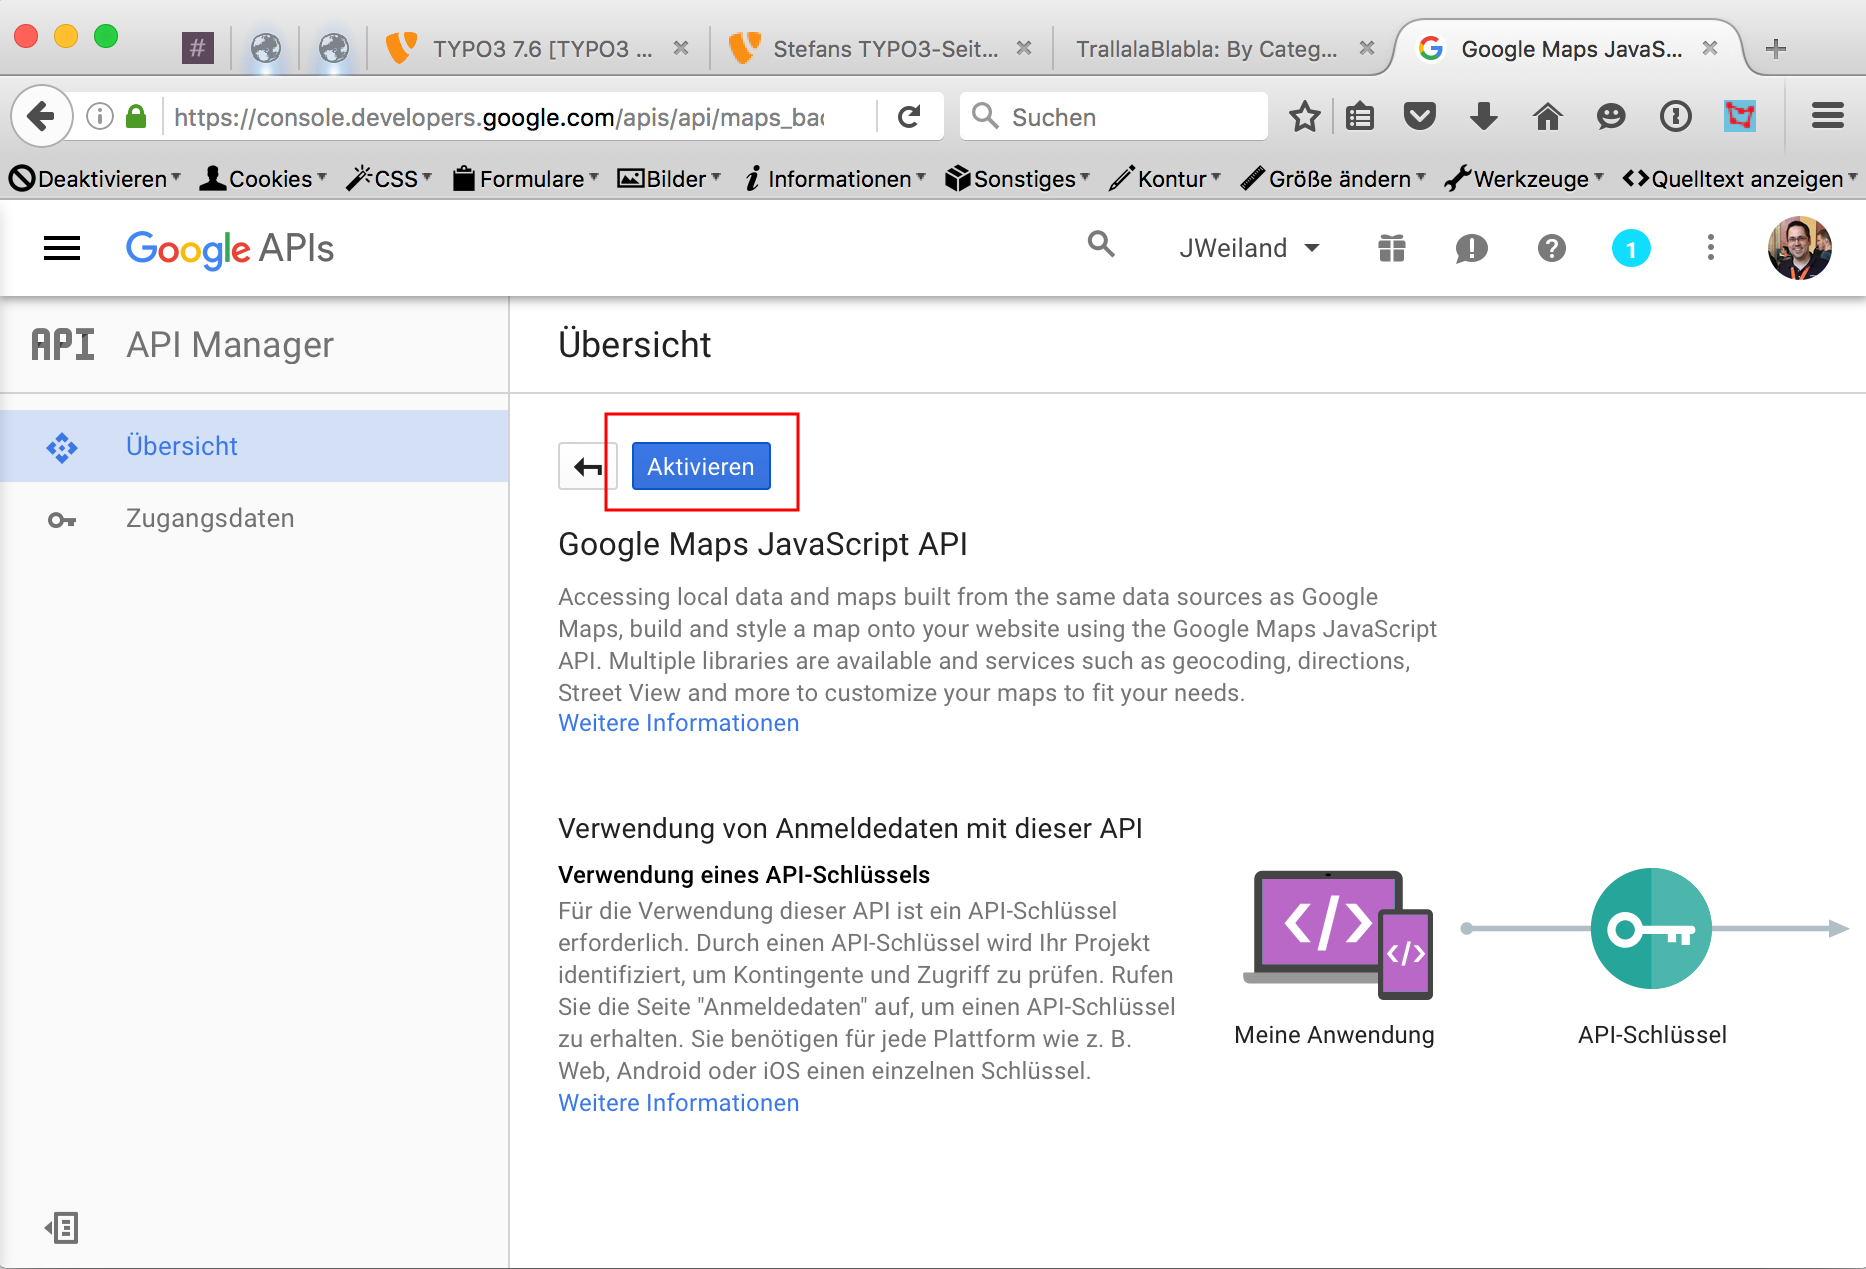 #
TYPO3 7.6 [TYPO3 ...
Stefans TYPO3-Seit...
TrallalaBlabla: By Categ...
Google Maps JavaS...
https://console.developers.google.com/apis/api/maps_bac
Suchen
Deaktivieren
Cookies
CSS
Formulare
Bilder
Informationen
Sonstiges
Kontur
Größe ändern
Werkzeuge
Quelltext anzeigen
Google APIs
JWeiland
1
API
API Manager
Übersicht
Übersicht
Zugangsdaten
Aktivieren
Google Maps JavaScript API
Accessing local data and maps built from the same data sources as Google
Maps, build and style a map onto your website using the Google Maps JavaScript
API. Multiple libraries are available and services such as geocoding, directions,
Street View and more to customize your maps to fit your needs.
Weitere Informationen
Verwendung von Anmeldedaten mit dieser API
Verwendung eines API-Schlüssels
Für die Verwendung dieser API ist ein API-Schlüssel
erforderlich. Durch einen API-Schlüssel wird Ihr Projekt
identifiziert, um Kontingente und Zugriff zu prüfen. Rufen
Sie die Seite "Anmeldedaten" auf, um einen API-Schlüssel
zu erhalten. Sie benötigen für jede Plattform wie z. B.
Web, Android oder iOS einen einzelnen Schlüssel.
Weitere Informationen
</>
</>
Meine Anwendung
API-Schlüssel